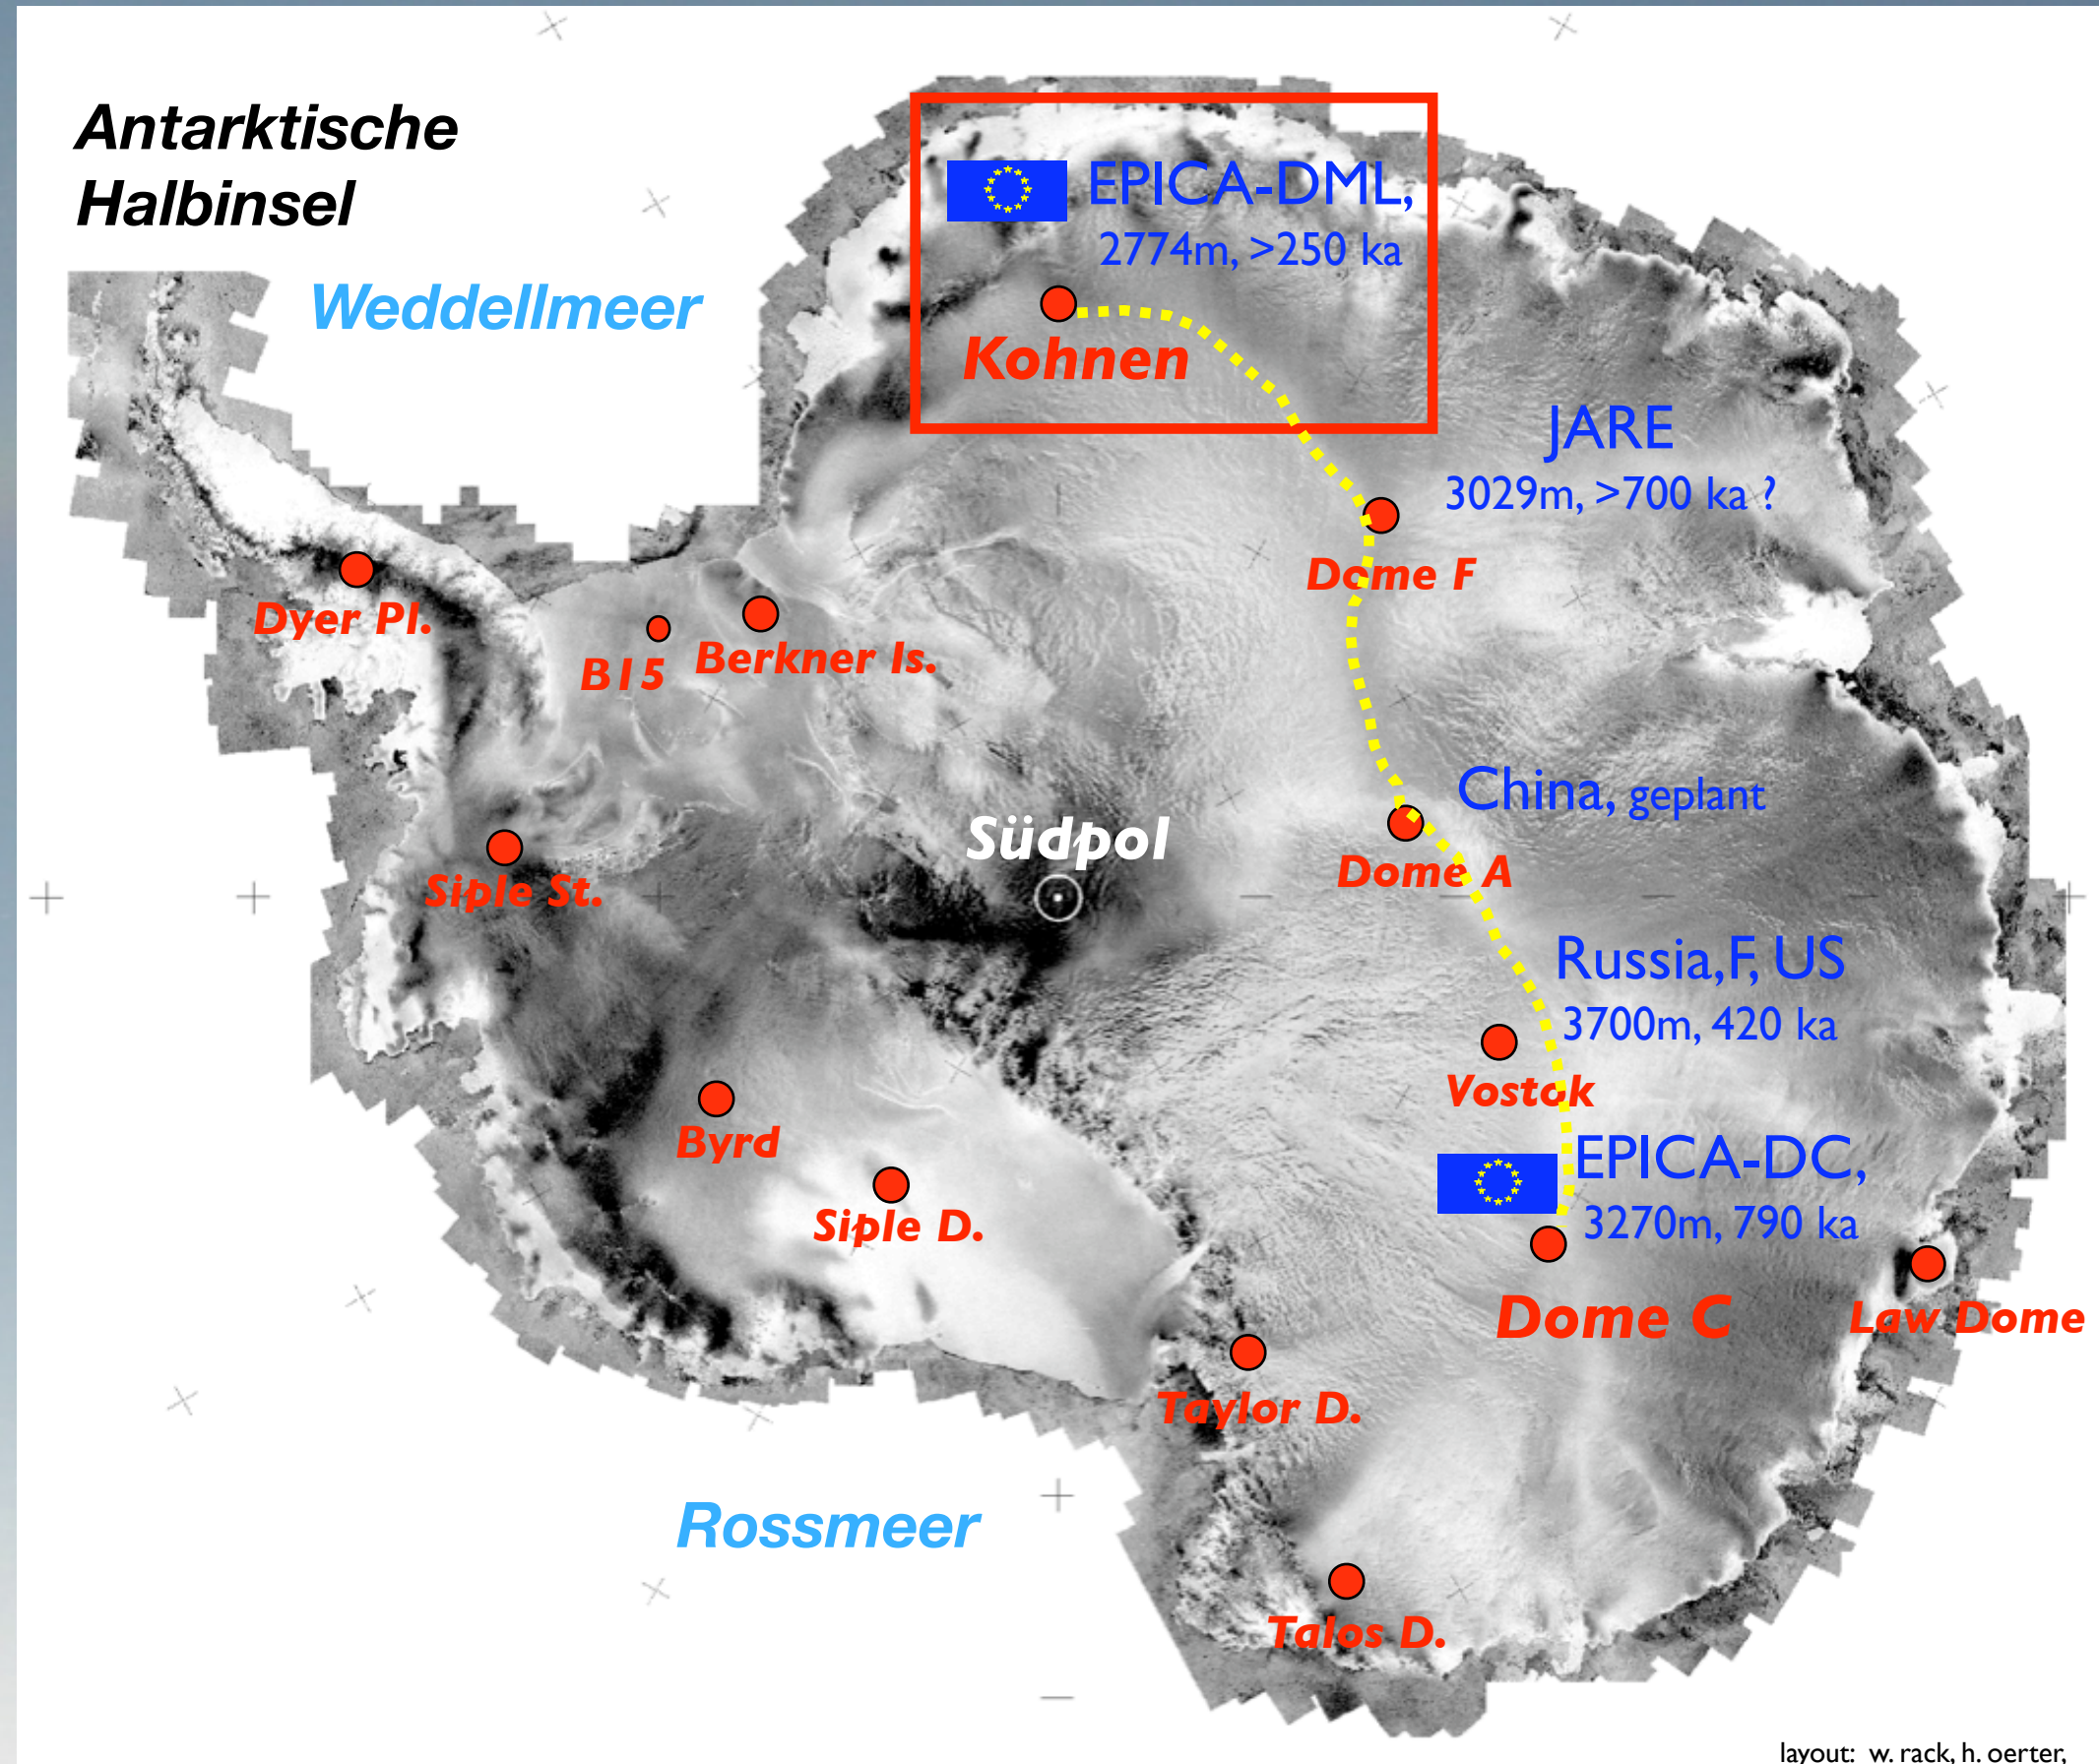 Antarktische
Halbinsel
EPICA-DML,
2774m, >250 ka
Weddellmeer
Kohnen
JARE
3029m, >700 ka ?
Dome F
Dyer Pl.
B15
Berkner Is.
China, geplant
Südpol
Dome A
Siple St.
Russia,F, US
3700m, 420 ka
Vostok
Byrd
EPICA-DC,
3270m, 790 ka
Siple D.
Dome C
Law Dome
Taylor D.
Rossmeer
Talos D.
layout: w. rack, h. oerter,